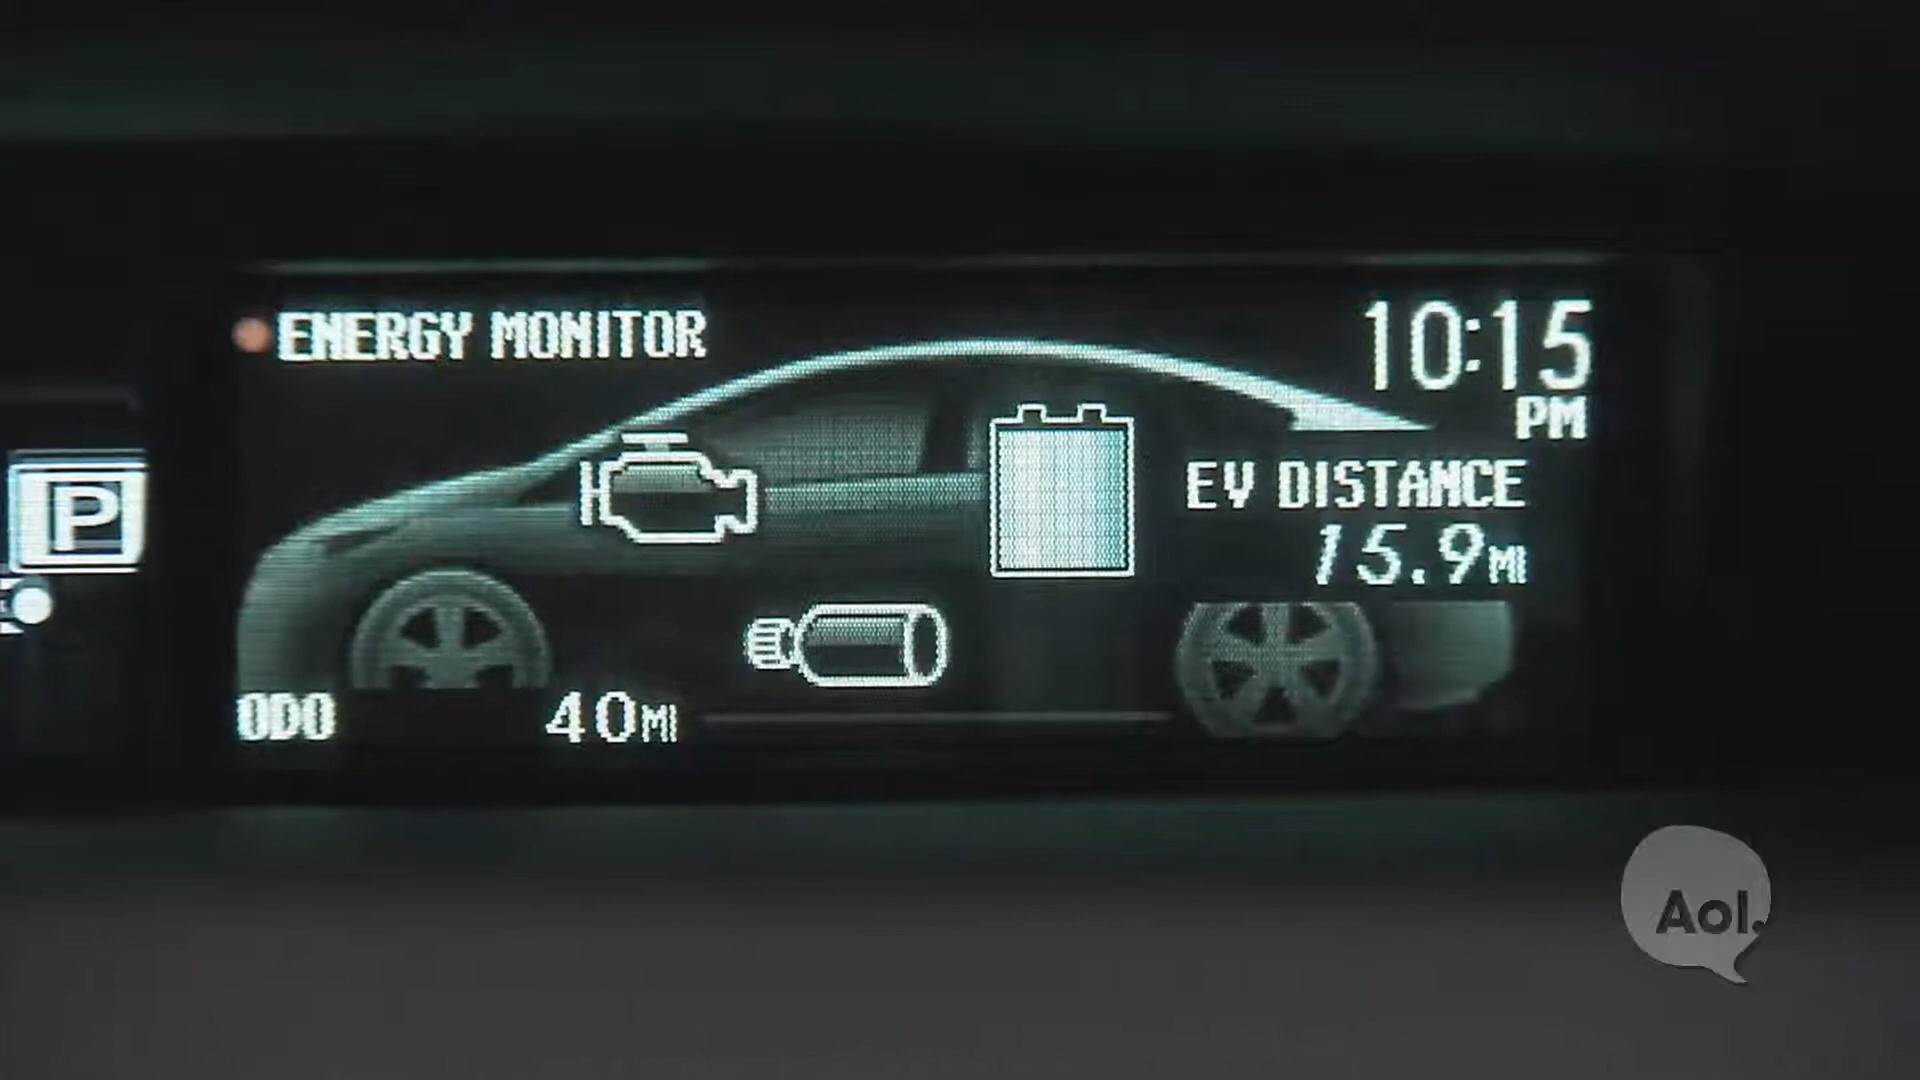 ENERGY MONITOR
10:15
PM
P
EV DISTANCE
15.9MI
ODO 40MI
Aol.